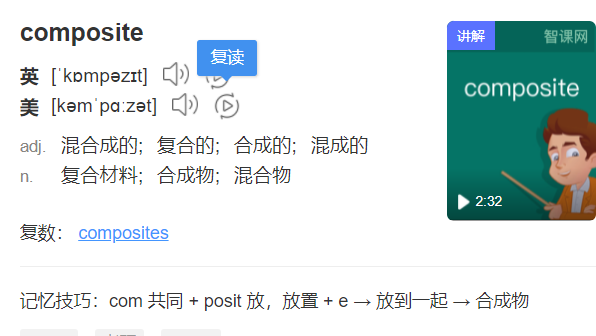 composite
讲解
智课网
composite
复读
英 [ˈkɒmpəzɪt]
美 [kəmˈpɑːzət]
adj. 混合成的；复合的；合成的；混成的
n. 复合材料；合成物；混合物
2:32
复数： composites
记忆技巧：com 共同 + posit 放，放置 + e → 放到一起 → 合成物